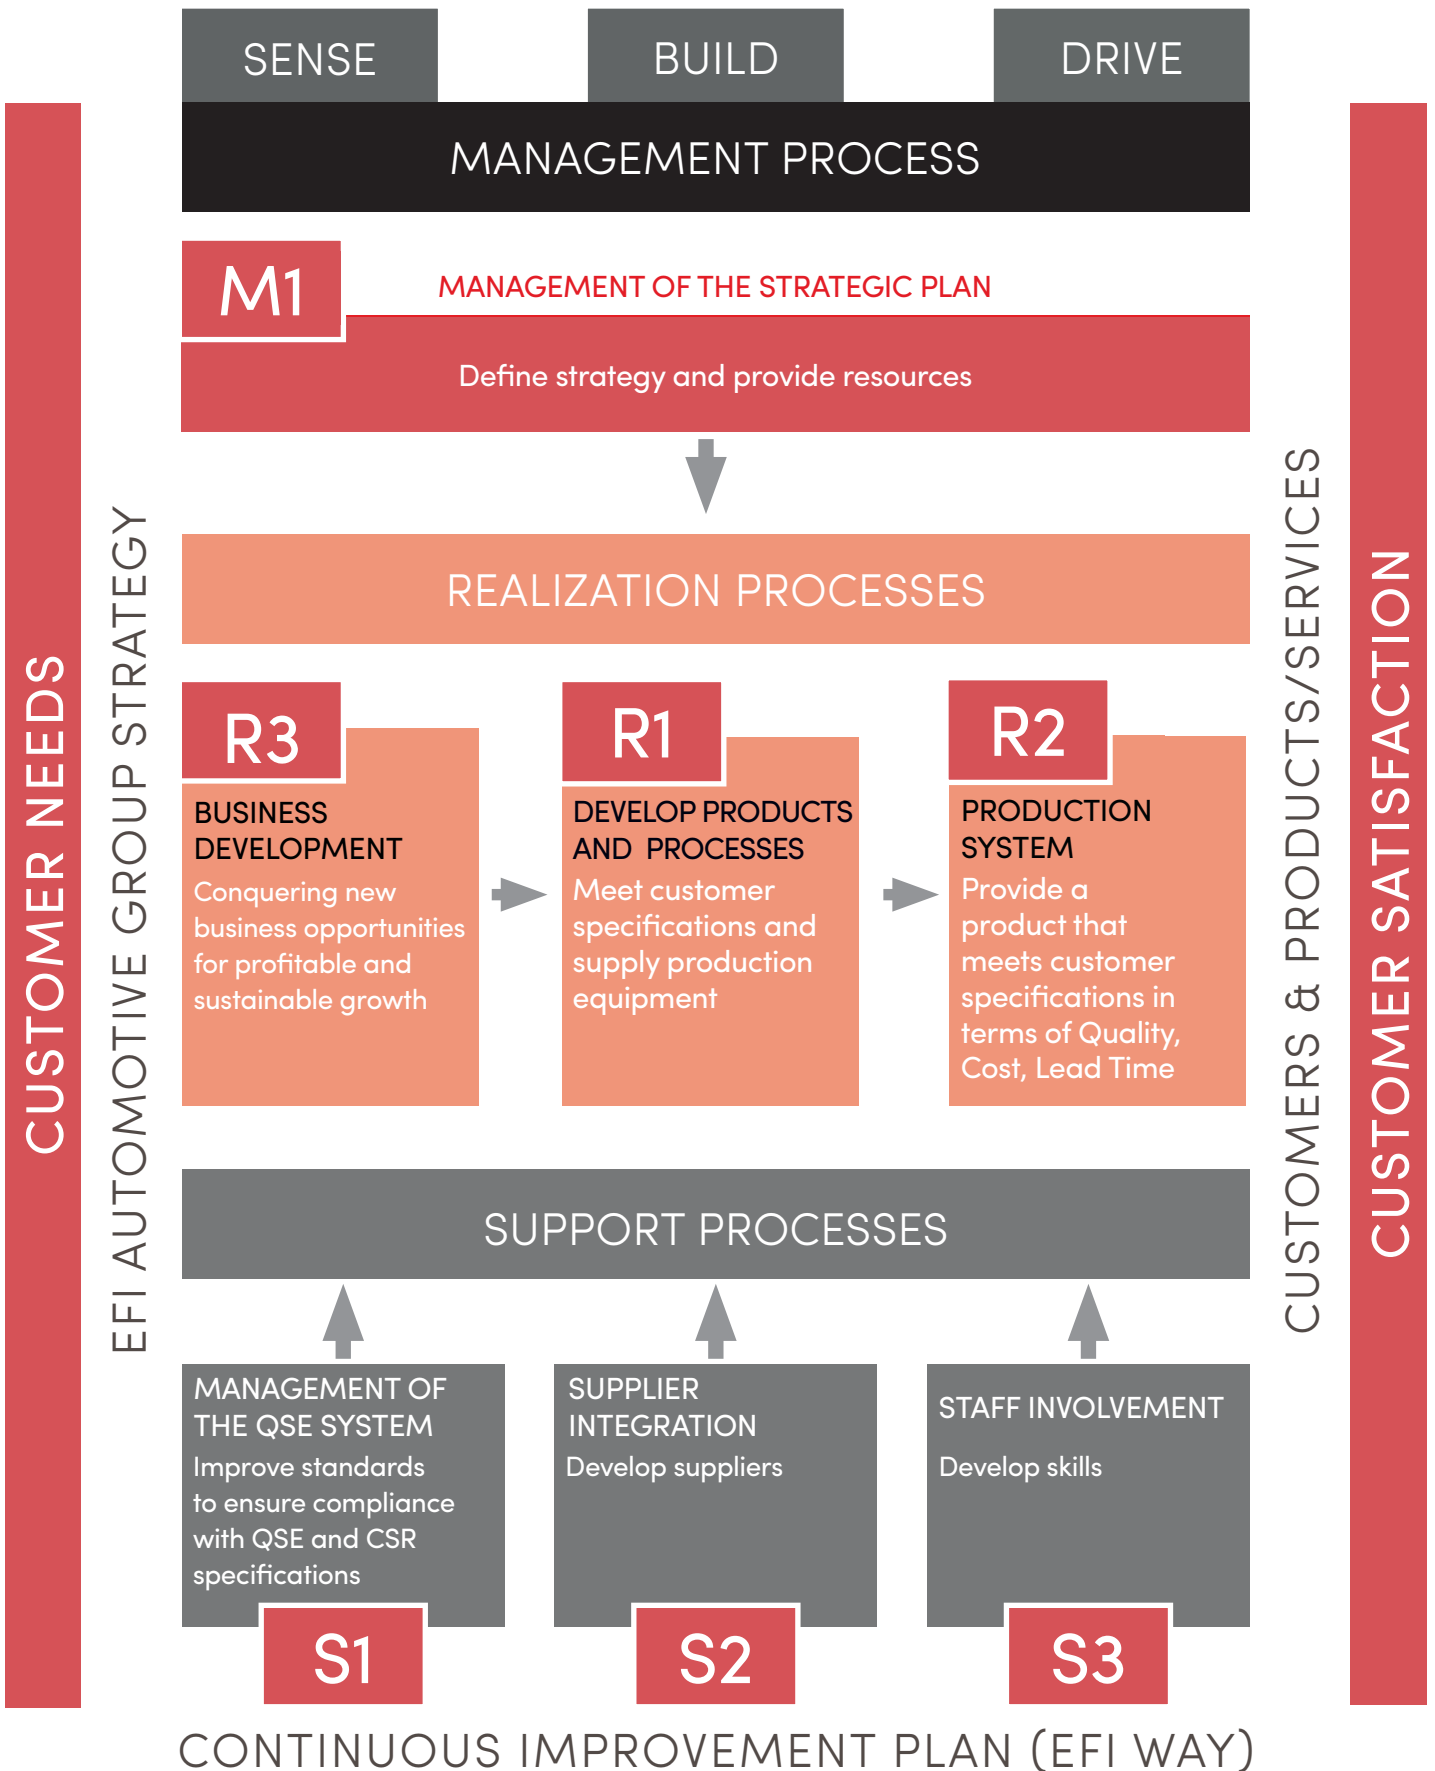 SENSE
BUILD
DRIVE
MANAGEMENT PROCESS
M1
MANAGEMENT OF THE STRATEGIC PLAN
Define strategy and provide resources
CUSTOMER NEEDS
EFI AUTOMOTIVE GROUP STRATEGY
REALIZATION PROCESSES
R3
BUSINESS
DEVELOPMENT
Conquering new
business opportunities
for profitable and
sustainable growth
R1
DEVELOP PRODUCTS
AND PROCESSES
Meet customer
specifications and
supply production
equipment
R2
PRODUCTION
SYSTEM
Provide a
product that
meets customer
specifications in
terms of Quality,
Cost, Lead Time
CUSTOMERS & PRODUCTS/SERVICES
CUSTOMER SATISFACTION
SUPPORT PROCESSES
MANAGEMENT OF
THE QSE SYSTEM
Improve standards
to ensure compliance
with QSE and CSR
specifications
S1
SUPPLIER
INTEGRATION
Develop suppliers
S2
STAFF INVOLVEMENT
Develop skills
S3
CONTINUOUS IMPROVEMENT PLAN (EFI WAY)